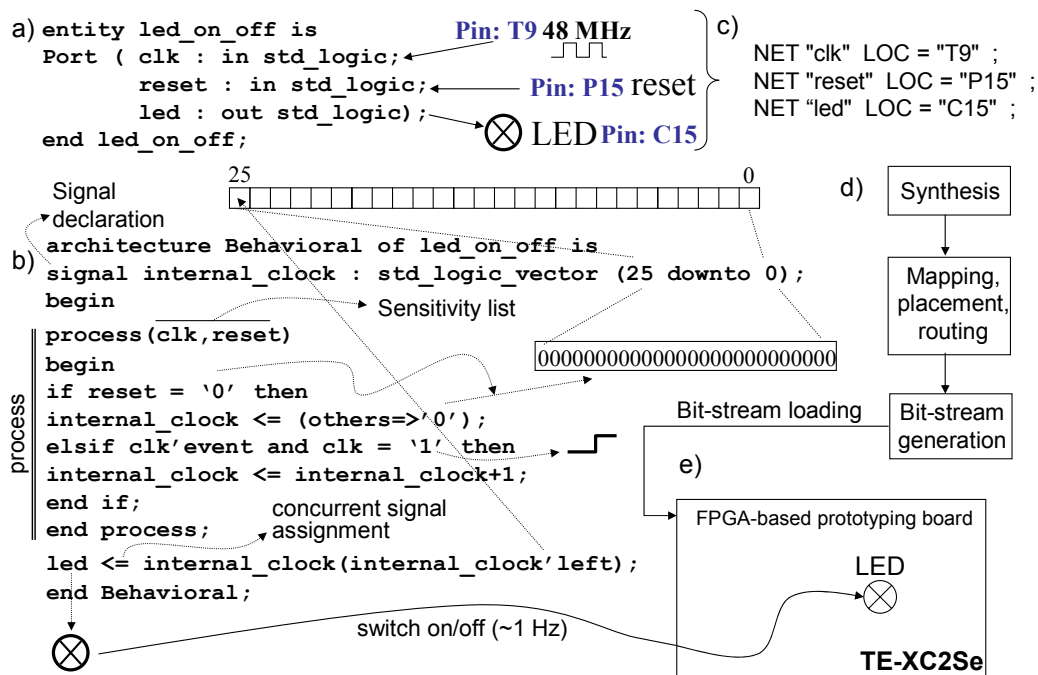 a) entity led_on_off is
Port ( clk : in std_logic;
reset : in std_logic;
led : out std_logic);
end led_on_off;
Pin: T9 48 MHz
Pin: P15 reset
LED Pin: C15
c)
NET "clk" LOC = "T9" ;
NET "reset" LOC = "P15" ;
NET “led" LOC = "C15" ;
25 0
Signal
declaration
b)
architecture Behavioral of led_on_off is
signal internal_clock : std_logic_vector (25 downto 0);
begin
Sensitivity list
process(clk,reset)
begin
00000000000000000000000000
if reset = ‘0’ then
internal_clock <= (others=>’0’);
elsif clk’event and clk = ‘1’ then
internal_clock <= internal_clock+1;
end if;
end process;
process
concurrent signal
assignment
led <= internal_clock(internal_clock’left);
end Behavioral;
switch on/off (~1 Hz)
d)
Synthesis
Mapping,
placement,
routing
Bit-stream
generation
Bit-stream loading
e)
FPGA-based prototyping board
LED
TE-XC2Se